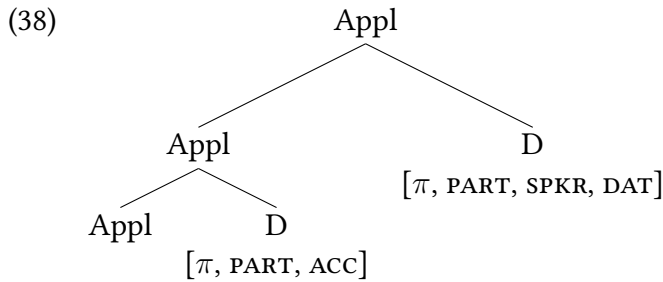 (38) Appl
Appl D
[π, PART, SPKR, DAT]
Appl D
[π, PART, ACC]